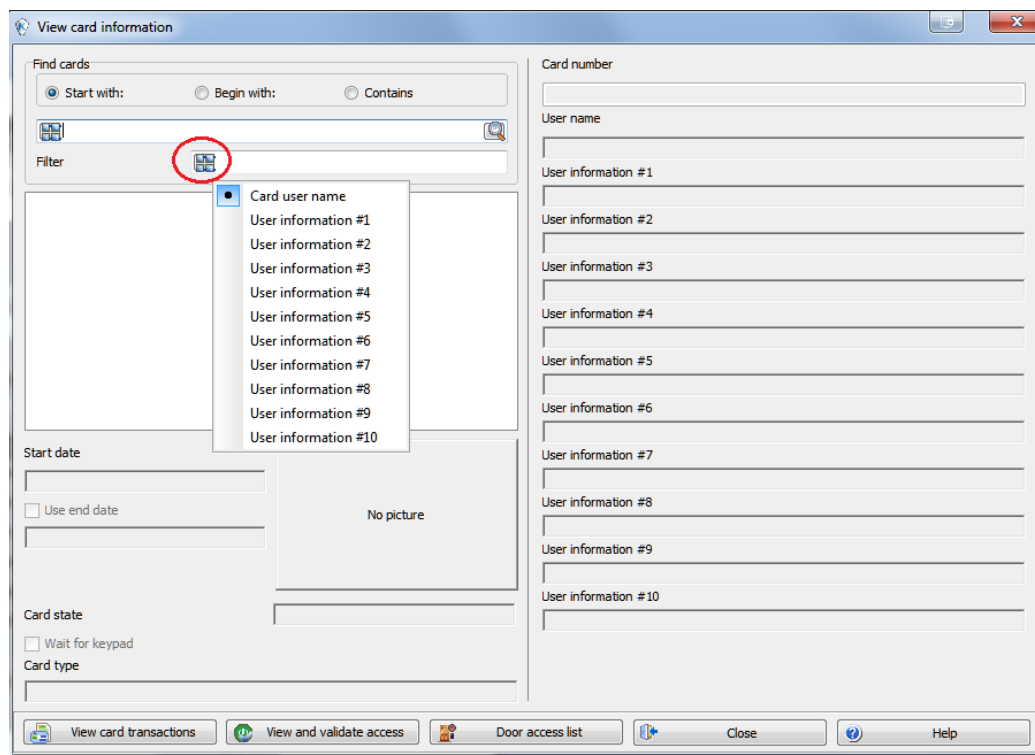 View card information
Find cards
Start with: Begin with: Contains
Filter
Card user name
User information #1
User information #2
User information #3
User information #4
User information #5
User information #6
User information #7
User information #8
User information #9
User information #10
Start date
Use end date
No picture
Card state
Wait for keypad
Card type
Card number
User name
User information #1
User information #2
User information #3
User information #4
User information #5
User information #6
User information #7
User information #8
User information #9
User information #10
View card transactions View and validate access Door access list Close Help